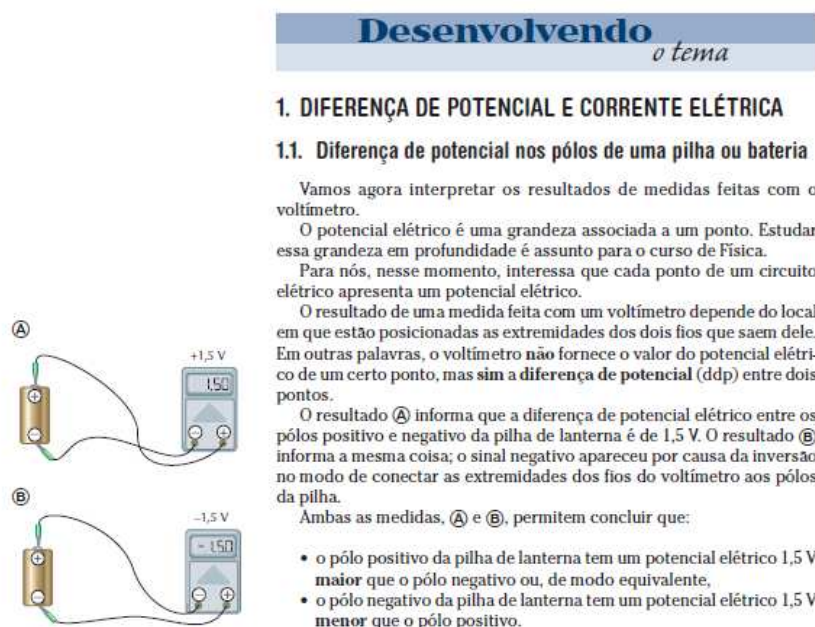 Desenvolvendo
o tema
1. DIFERENÇA DE POTENCIAL E CORRENTE ELÉTRICA
1.1. Diferença de potencial nos pólos de uma pilha ou bateria
Vamos agora interpretar os resultados de medidas feitas com o
voltímetro.
O potencial elétrico é uma grandeza associada a um ponto. Estudar
essa grandeza em profundidade é assunto para o curso de Física.
Para nós, nesse momento, interessa que cada ponto de um circuito
elétrico apresenta um potencial elétrico.
O resultado de uma medida feita com um voltímetro depende do local
em que estão posicionadas as extremidades dos dois fios que saem dele.
Em outras palavras, o voltímetro não fornece o valor do potencial elétri-
co de um certo ponto, mas sim a diferença de potencial (ddp) entre dois
pontos.
O resultado Ⓐ informa que a diferença de potencial elétrico entre os
pólos positivo e negativo da pilha de lanterna é de 1,5 V. O resultado Ⓑ
informa a mesma coisa; o sinal negativo apareceu por causa da inversão
no modo de conectar as extremidades dos fios do voltímetro aos pólos
da pilha.
Ambas as medidas, Ⓐ e Ⓑ, permitem concluir que:
• o pólo positivo da pilha de lanterna tem um potencial elétrico 1,5 V
maior que o pólo negativo ou, de modo equivalente,
• o pólo negativo da pilha de lanterna tem um potencial elétrico 1,5 V
menor que o pólo positivo.
Ⓐ
+1,5 V
1.50
+
−
− +
Ⓑ
–1,5 V
- 1.50
+
−
− +